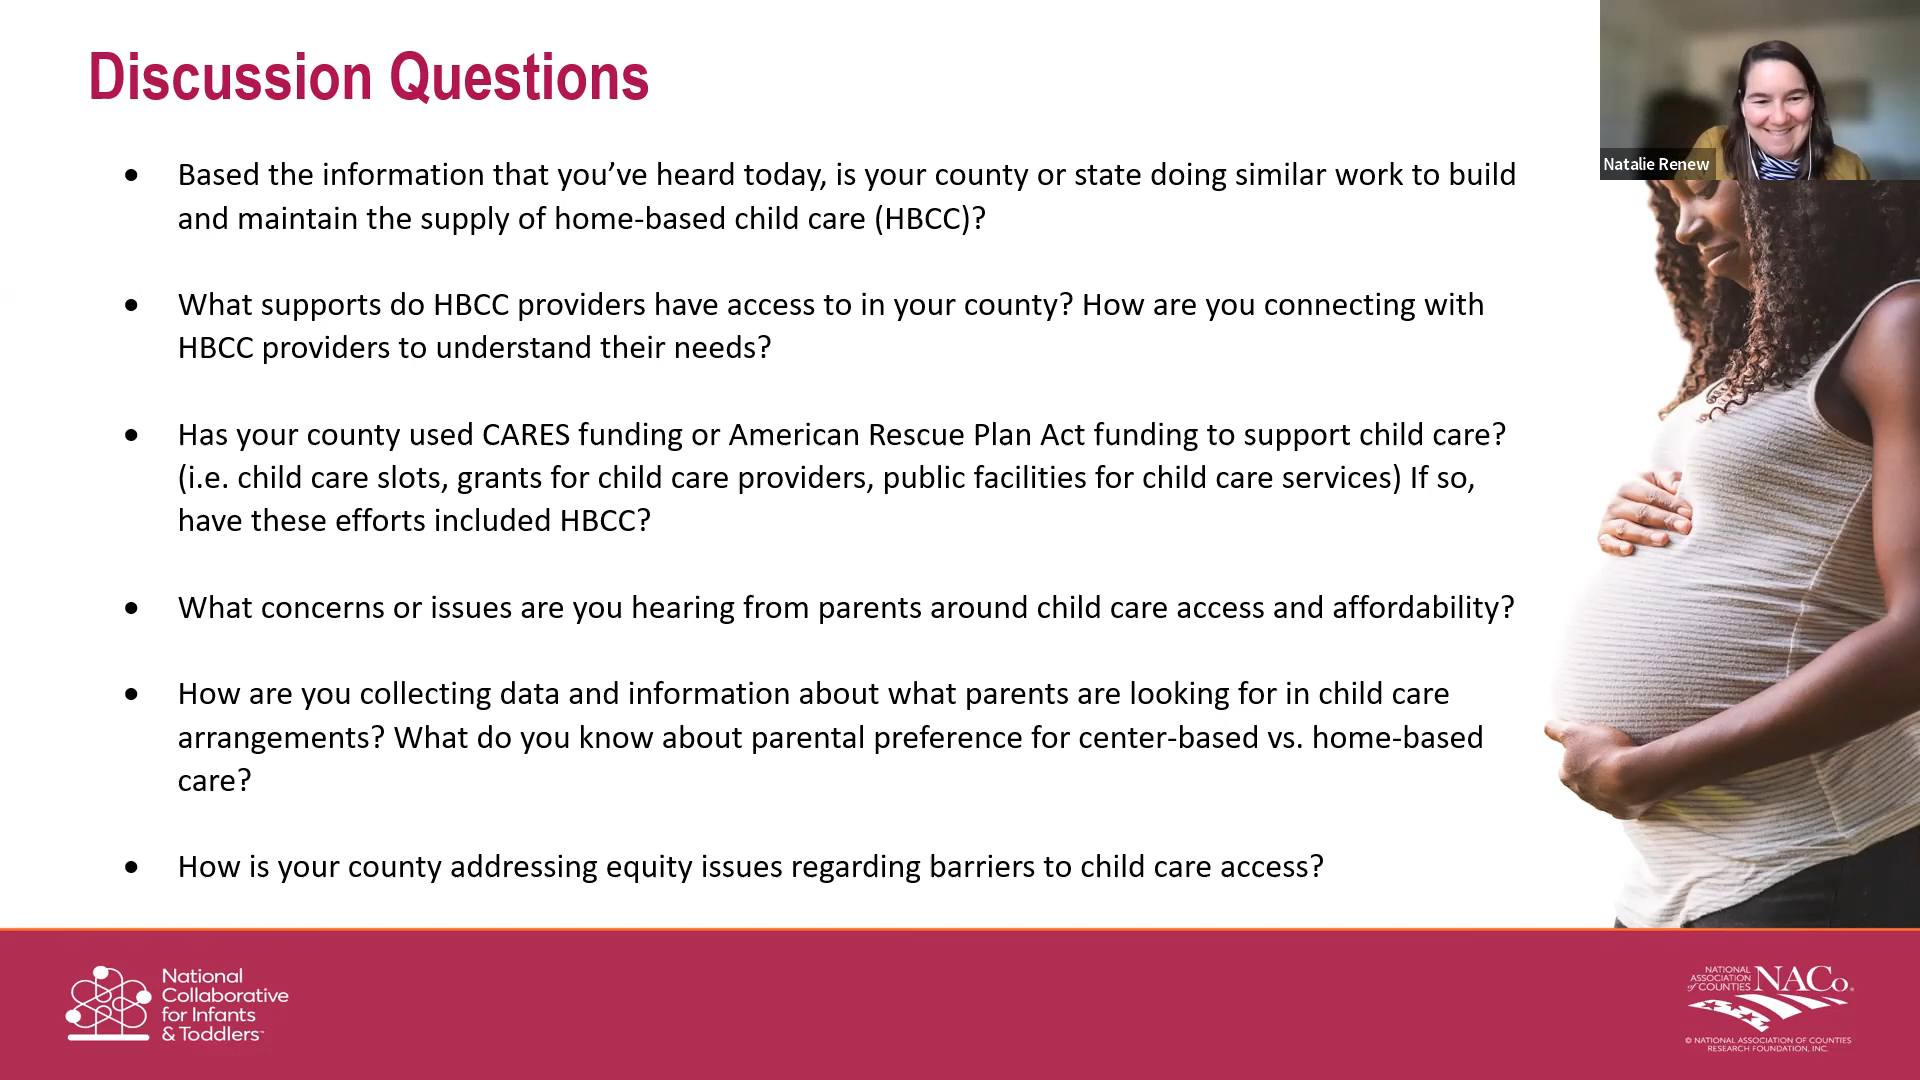 Discussion Questions
Natalie Renew
• Based the information that you’ve heard today, is your county or state doing similar work to build
and maintain the supply of home-based child care (HBCC)?
• What supports do HBCC providers have access to in your county? How are you connecting with
HBCC providers to understand their needs?
• Has your county used CARES funding or American Rescue Plan Act funding to support child care?
(i.e. child care slots, grants for child care providers, public facilities for child care services) If so,
have these efforts included HBCC?
• What concerns or issues are you hearing from parents around child care access and affordability?
• How are you collecting data and information about what parents are looking for in child care
arrangements? What do you know about parental preference for center-based vs. home-based
care?
• How is your county addressing equity issues regarding barriers to child care access?
National
Collaborative
for Infants
& Toddlers™
NATIONAL
ASSOCIATION
of COUNTIES
NACo®
© NATIONAL ASSOCIATION OF COUNTIES
RESEARCH FOUNDATION, INC.